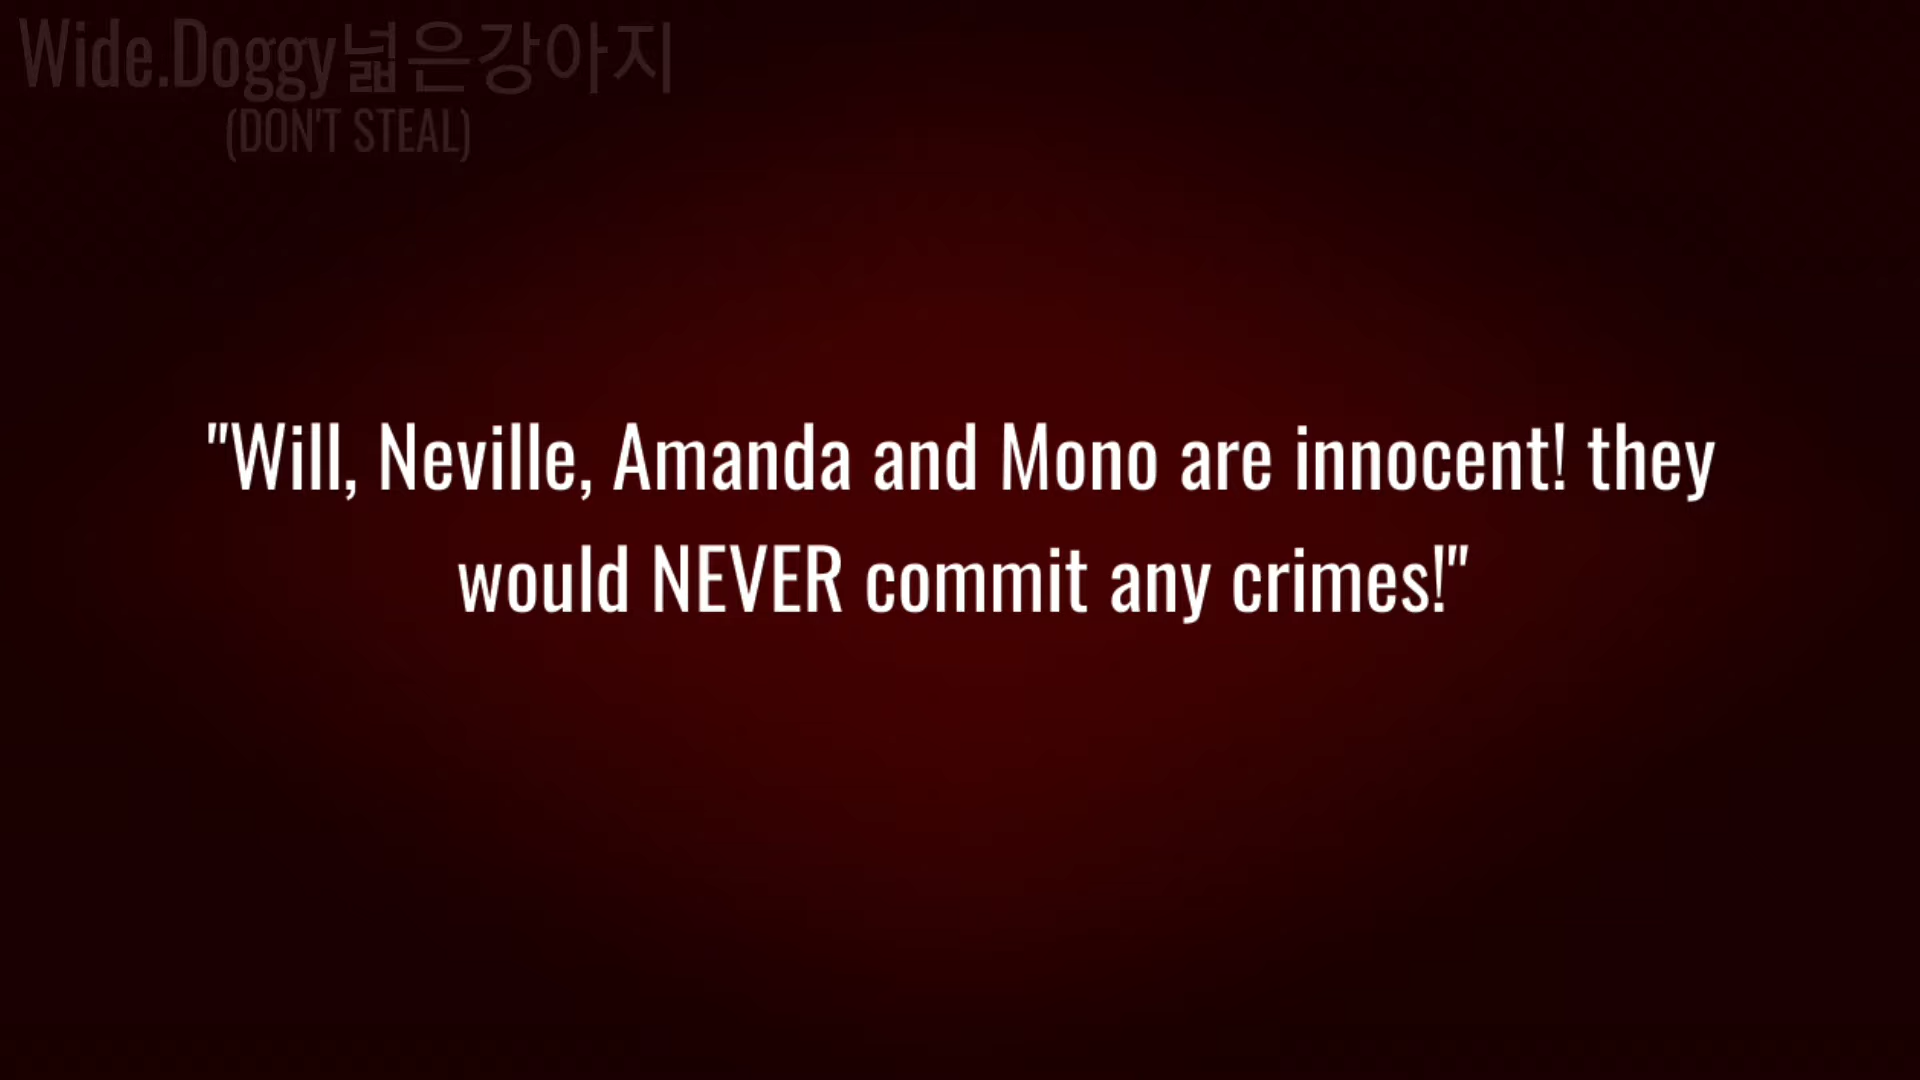 Wide.Doggy넓은강아지
(DON'T STEAL)
"Will, Neville, Amanda and Mono are innocent! they
would NEVER commit any crimes!"